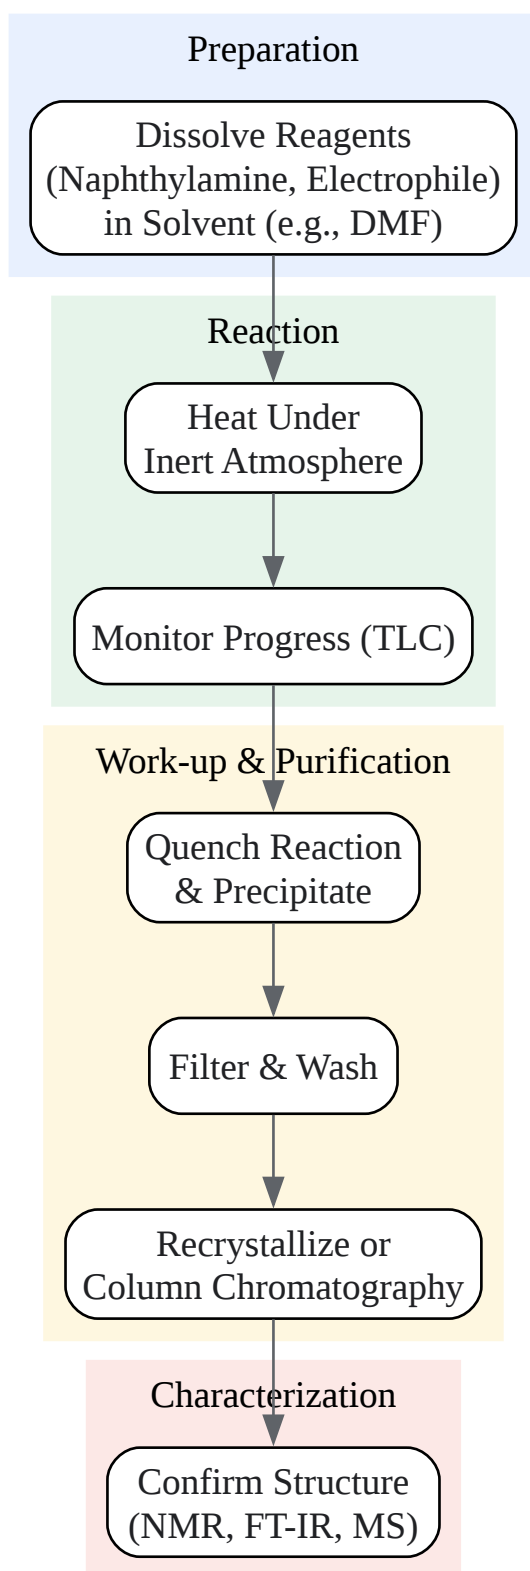 Preparation
Dissolve Reagents
(Naphthylamine, Electrophile)
in Solvent (e.g., DMF)
Reaction
Heat Under
Inert Atmosphere
Monitor Progress (TLC)
Work-up & Purification
Quench Reaction
& Precipitate
Filter & Wash
Recrystallize or
Column Chromatography
Characterization
Confirm Structure
(NMR, FT-IR, MS)